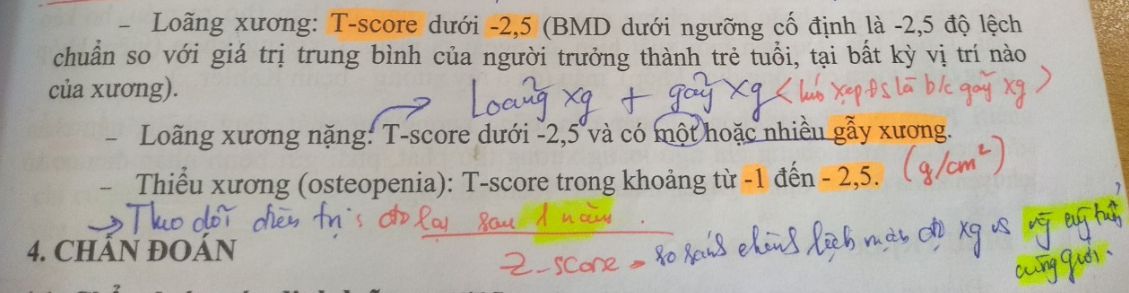 – Loãng xương: T-score dưới -2,5 (BMD dưới ngưỡng cố định là -2,5 độ lệch
chuẩn so với giá trị trung bình của người trưởng thành trẻ tuổi, tại bất kỳ vị trí nào
của xương).
Loãng xg + gãy xg < lún xẹp đs là b/c gãy xg >
– Loãng xương nặng: T-score dưới -2,5 và có một hoặc nhiều gẫy xương.
(g/cm²)
– Thiểu xương (osteopenia): T-score trong khoảng từ -1 đến - 2,5.
→ Theo dõi điều trị: đo lại sau 1 năm.
4. CHẨN ĐOÁN
Z-score → so sánh chênh lệch mật độ xg vs cùng tuổi,
cùng giới.